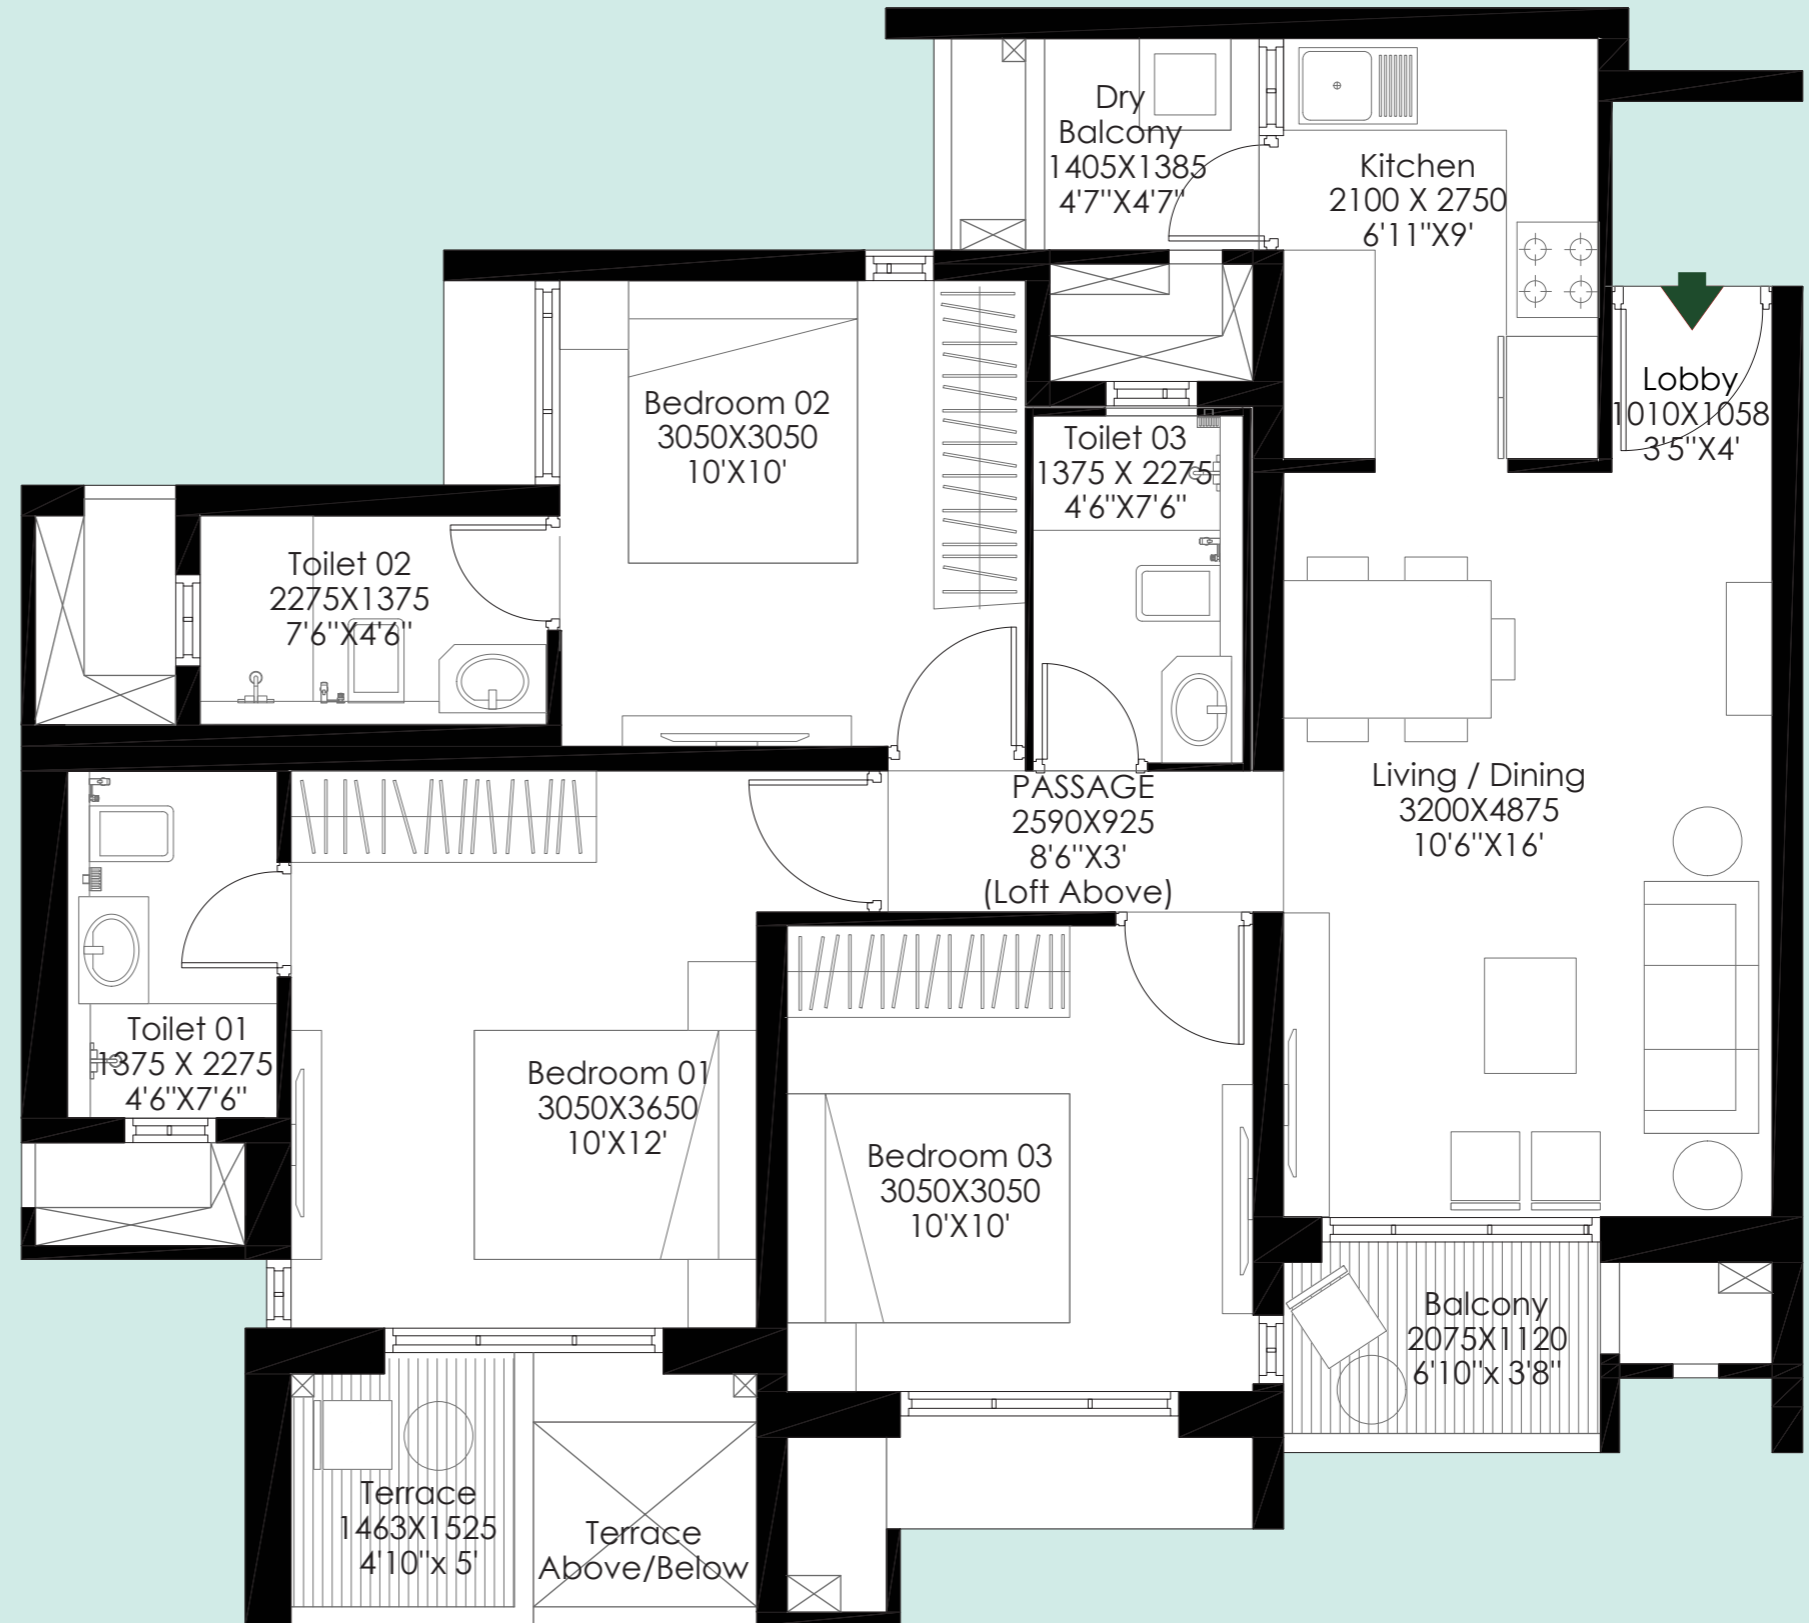 Dry
Balcony
1405X1385
4'7"X4'7"
Kitchen
2100 X 2750
6'11"X9'
Lobby
1010X1058
3'5"X4'
Bedroom 02
3050X3050
10'X10'
Toilet 03
1375 X 2275
4'6"X7'6"
Toilet 02
2275X1375
7'6"X4'6"
PASSAGE
2590X925
8'6"X3'
(Loft Above)
Living / Dining
3200X4875
10'6"X16'
Toilet 01
1375 X 2275
4'6"X7'6"
Bedroom 01
3050X3650
10'X12'
Bedroom 03
3050X3050
10'X10'
Balcony
2075X1120
6'10"x 3'8"
Terrace
1463X1525
4'10"x 5'
Terrace
Above/Below